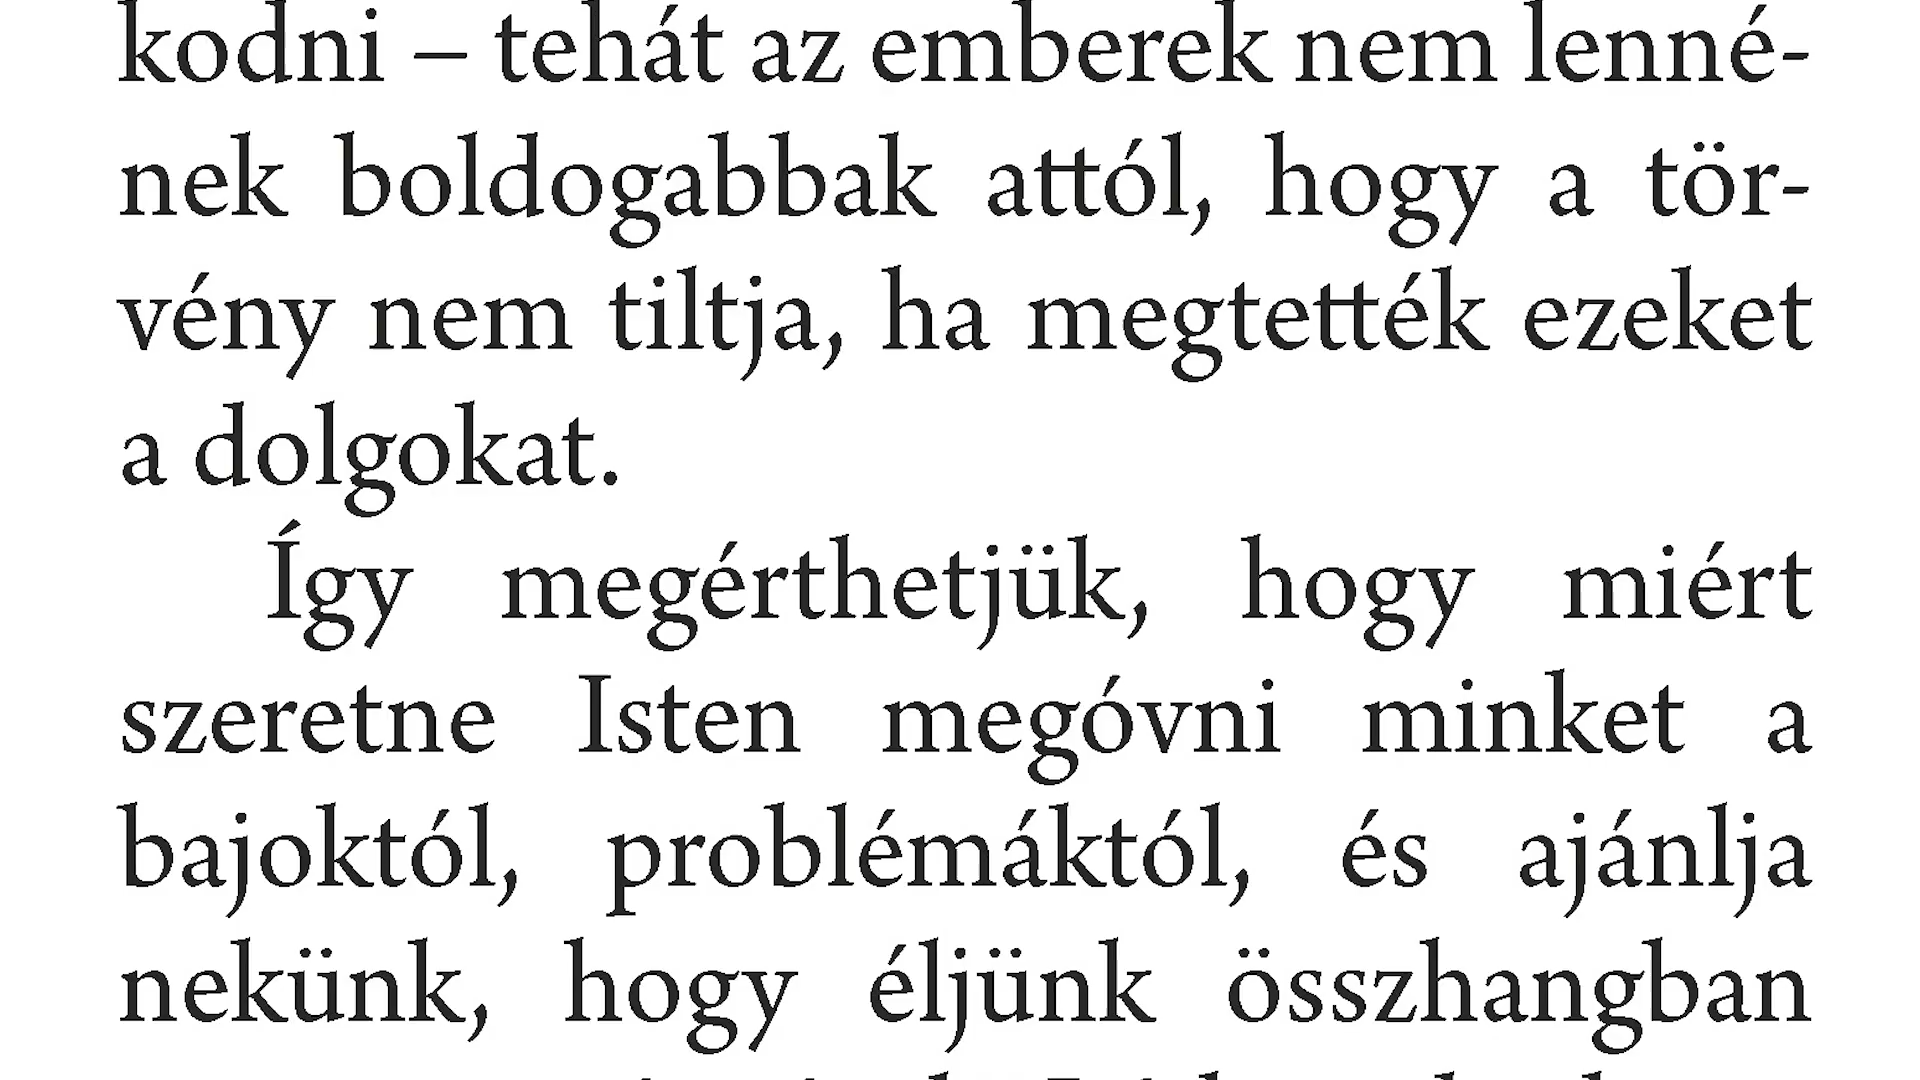 kodni – tehát az emberek nem lenné-
nek boldogabbak attól, hogy a tör-
vény nem tiltja, ha megtették ezeket
a dolgokat.
Így megérthetjük, hogy miért
szeretne Isten megóvni minket a
bajoktól, problémáktól, és ajánlja
nekünk, hogy éljünk összhangban